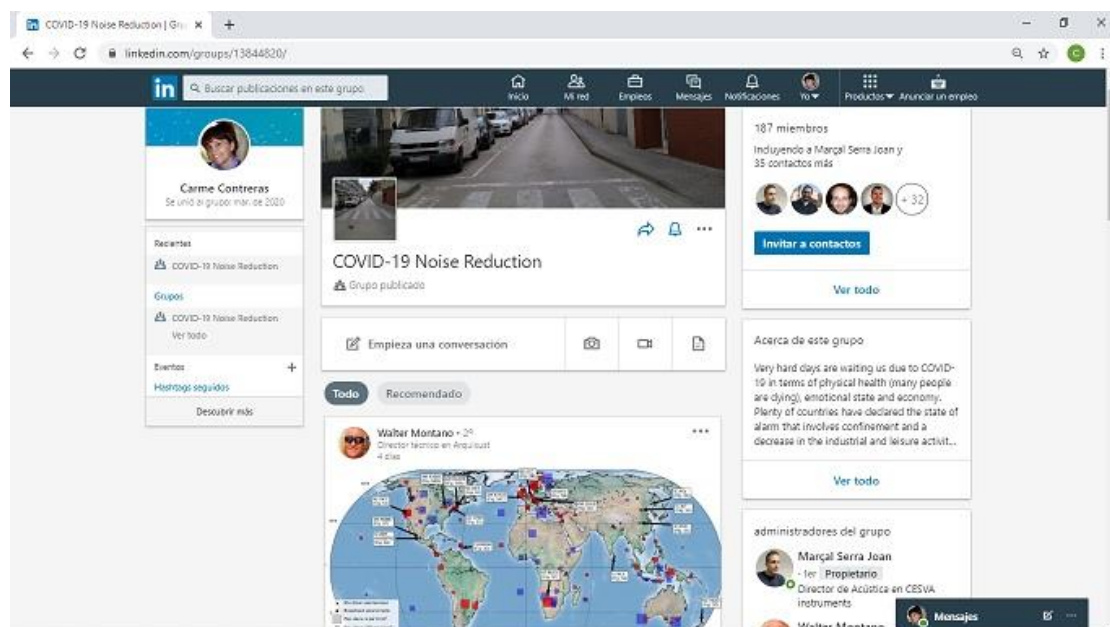 COVID-19 Noise Reduction | Gru
linkedin.com/groups/13844820/
in
Buscar publicaciones en este grupo
Inicio
Mi red
Empleos
Mensajes
Notificaciones
Yo
Productos
Anunciar un empleo
Carme Contreras
Se unió al grupo: mar. de 2020
Recientes
COVID-19 Noise Reduction
Grupos
COVID-19 Noise Reduction
Ver todo
Eventos
Hashtags seguidos
Descubrir más
COVID-19 Noise Reduction
Grupo publicado
Empieza una conversación
Todo
Recomendado
Walter Montano • 2º
Director técnico en Arquicust
4 días
187 miembros
Incluyendo a Marçal Serra Joan y
35 contactos más
+ 32
Invitar a contactos
Ver todo
Acerca de este grupo
Very hard days are waiting us due to COVID-
19 in terms of physical health (many people
are dying), emotional state and economy.
Plenty of countries have declared the state of
alarm that involves confinement and a
decrease in the industrial and leisure activit...
Ver todo
administradores del grupo
Marçal Serra Joan
- 1er Propietario
Director de Acústica en CESVA
instruments
Walter Montano
Mensajes